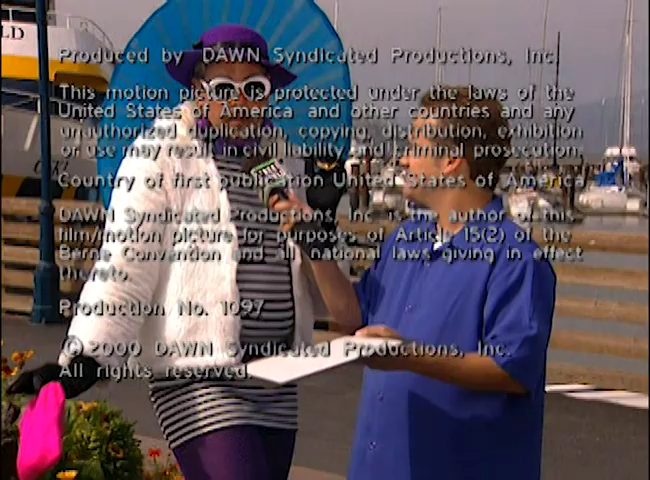 LD
Produced by DAWN Syndicated Productions, Inc.
This motion picture is protected under the laws of the
United States of America and other countries and any
unauthorized duplication, copying, distribution, exhibition
or use may result in civil liability and criminal prosecution.
Country of first publication United States of America
DAWN Syndicated Productions, Inc. is the author of this
film/motion picture for purposes of Article 15(2) of the
Berne Convention and all national laws giving in effect
thereto.
Production No. 1097
© 2000 DAWN Syndicated Productions, Inc.
All rights reserved.